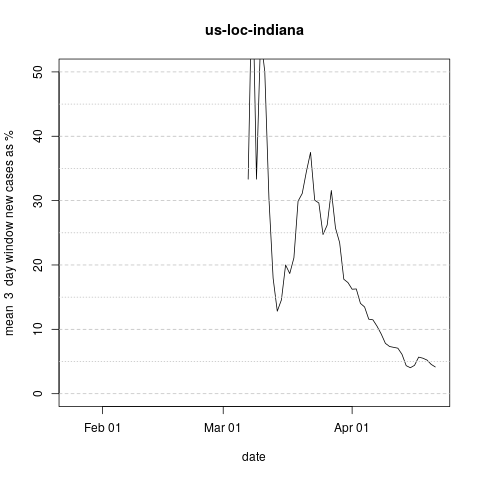 us-loc-indiana
mean 3 day window new cases as %
50
40
30
20
10
0
Feb 01
Mar 01
Apr 01
date